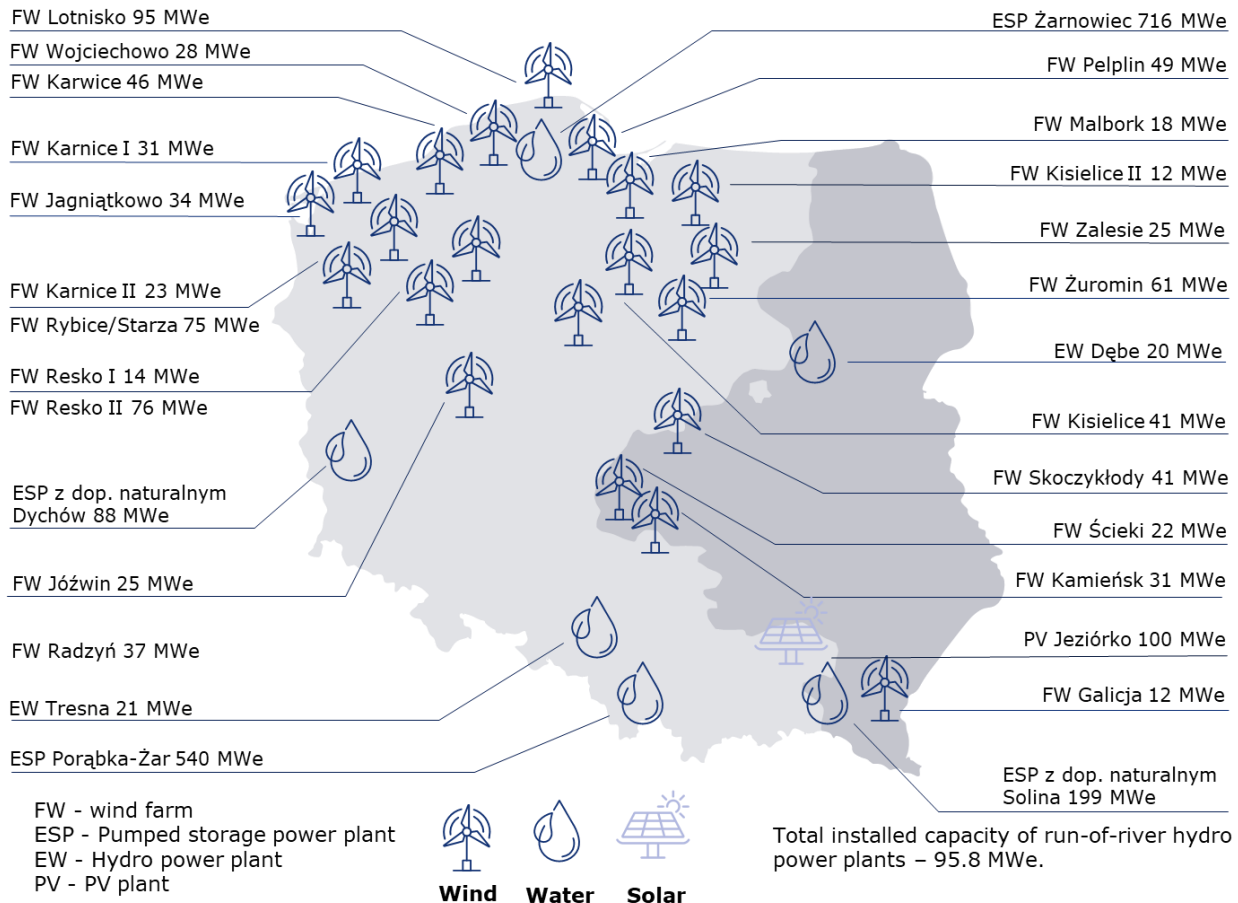 FW Lotnisko 95 MWe
FW Wojciechowo 28 MWe
FW Karwice 46 MWe
FW Karnice I 31 MWe
FW Jagniątkowo 34 MWe
FW Karnice II 23 MWe
FW Rybice/Starza 75 MWe
FW Resko I 14 MWe
FW Resko II 76 MWe
ESP z dop. naturalnym
Dychów 88 MWe
FW Jóźwin 25 MWe
FW Radzyń 37 MWe
EW Tresna 21 MWe
ESP Porąbka-Żar 540 MWe
ESP Żarnowiec 716 MWe
FW Pelplin 49 MWe
FW Malbork 18 MWe
FW Kisielice II 12 MWe
FW Zalesie 25 MWe
FW Żuromin 61 MWe
EW Dębe 20 MWe
FW Kisielice 41 MWe
FW Skoczykłody 41 MWe
FW Ścieki 22 MWe
FW Kamieńsk 31 MWe
PV Jeziórko 100 MWe
FW Galicja 12 MWe
ESP z dop. naturalnym
Solina 199 MWe
FW - wind farm
ESP - Pumped storage power plant
EW - Hydro power plant
PV - PV plant
Wind
Water
Solar
Total installed capacity of run-of-river hydro
power plants – 95.8 MWe.